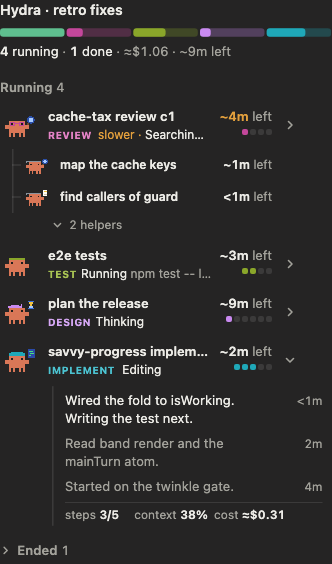 Hydra · retro fixes
4 running · 1 done · ≈$1.06 · ~9m left
Running 4
cache-tax review c1 ~4m left
REVIEW slower · Searchin...
map the cache keys ~1m left
find callers of guard <1m left
2 helpers
e2e tests ~3m left
TEST Running npm test -- I...
plan the release ~9m left
DESIGN Thinking
savvy-progress implem... ~2m left
IMPLEMENT Editing
Wired the fold to isWorking. <1m
Writing the test next.
Read band render and the 2m
mainTurn atom.
Started on the twinkle gate. 4m
steps 3/5 context 38% cost ≈$0.31
Ended 1